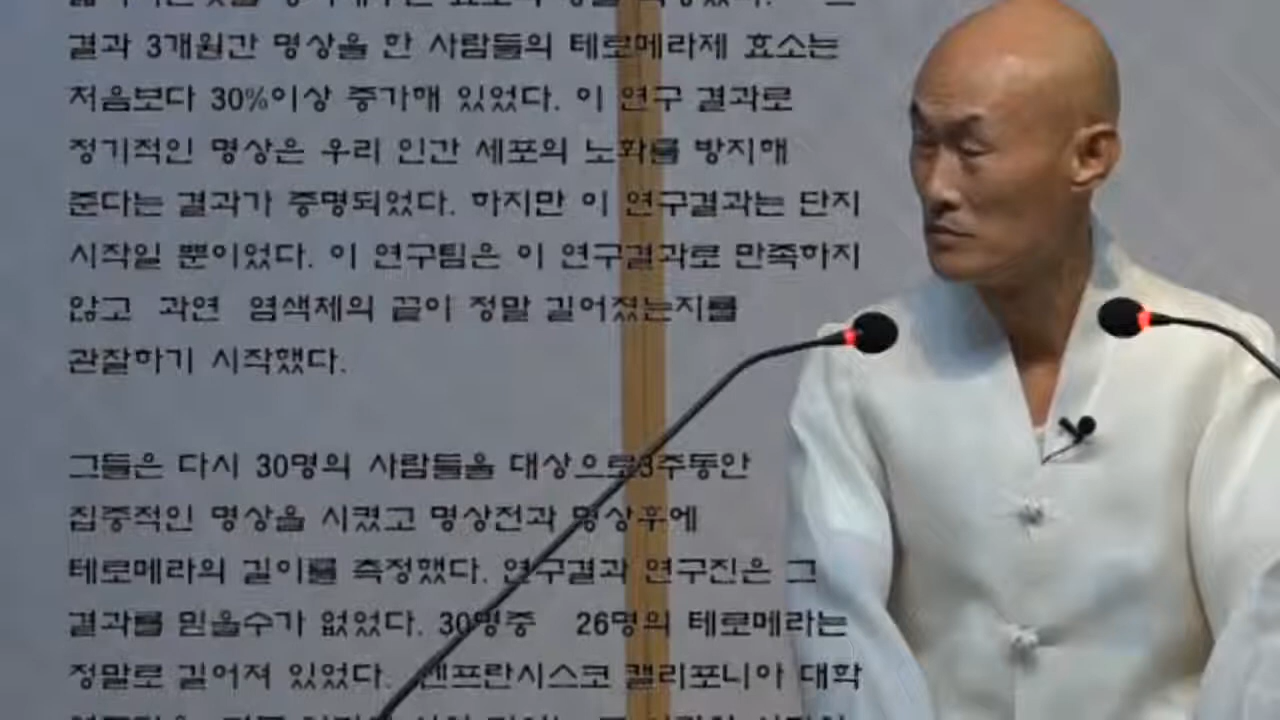 결과 3개월간 명상을 한 사람들의 테로메라제 효소는
처음보다 30%이상 증가해 있었다. 이 연구 결과로
정기적인 명상은 우리 인간 세포의 노화를 방지해
준다는 결과가 증명되었다. 하지만 이 연구결과는 단지
시작일 뿐이었다. 이 연구팀은 이 연구결과로 만족하지
않고 과연 염색체의 끝이 정말 길어졌는지를
관찰하기 시작했다.
그들은 다시 30명의 사람들을 대상으로3주동안
집중적인 명상을 시켰고 명상전과 명상후에
테로메라의 길이를 측정했다. 연구결과 연구진은 그
결과를 믿을수가 없었다. 30명중 26명의 테로메라는
정말로 길어져 있었다. 샌프란시스코 캘리포니아 대학